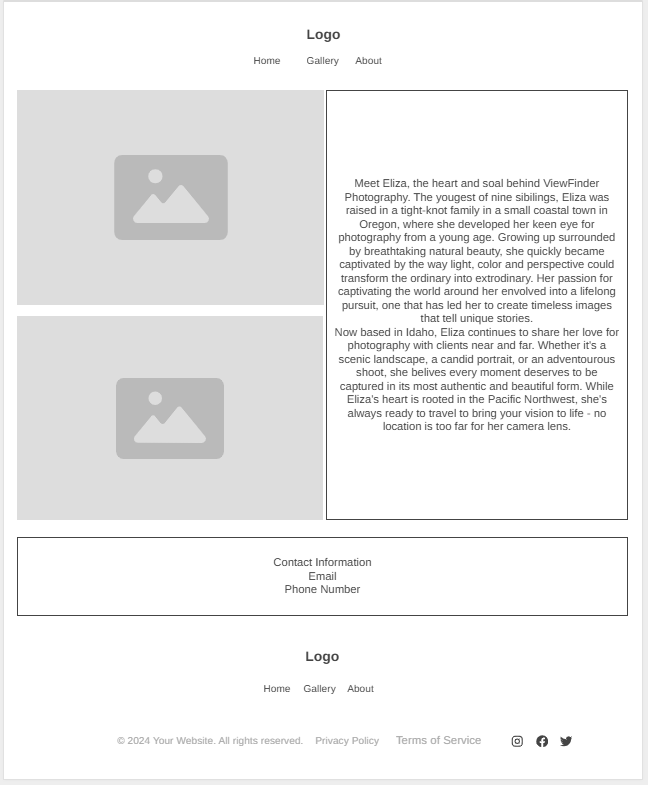 Logo
Home Gallery About
Meet Eliza, the heart and soal behind ViewFinder
Photography. The yougest of nine sibilings, Eliza was
raised in a tight-knot family in a small coastal town in
Oregon, where she developed her keen eye for
photography from a young age. Growing up surrounded
by breathtaking natural beauty, she quickly became
captivated by the way light, color and perspective could
transform the ordinary into extrodinary. Her passion for
captivating the world around her envolved into a lifelong
pursuit, one that has led her to create timeless images
that tell unique stories.
Now based in Idaho, Eliza continues to share her love for
photography with clients near and far. Whether it's a
scenic landscape, a candid portrait, or an adventourous
shoot, she belives every moment deserves to be
captured in its most authentic and beautiful form. While
Eliza's heart is rooted in the Pacific Northwest, she's
always ready to travel to bring your vision to life - no
location is too far for her camera lens.
Contact Information
Email
Phone Number
Logo
Home Gallery About
© 2024 Your Website. All rights reserved. Privacy Policy Terms of Service